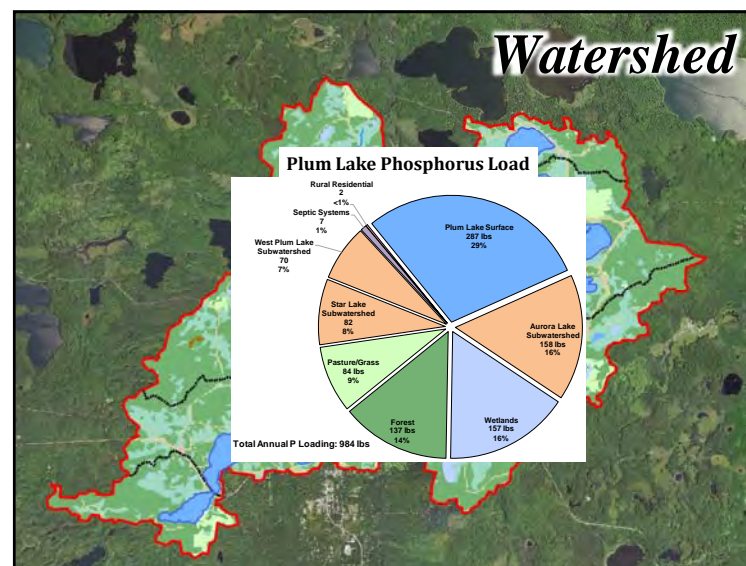 Watershed
Plum Lake Phosphorus Load
Rural Residential
2
<1%
Septic Systems
7
1%
West Plum Lake
Subwatershed
70
7%
Star Lake
Subwatershed
82
8%
Pasture/Grass
84 lbs
9%
Forest
137 lbs
14%
Wetlands
157 lbs
16%
Aurora Lake
Subwatershed
158 lbs
16%
Plum Lake Surface
287 lbs
29%
Total Annual P Loading: 984 lbs